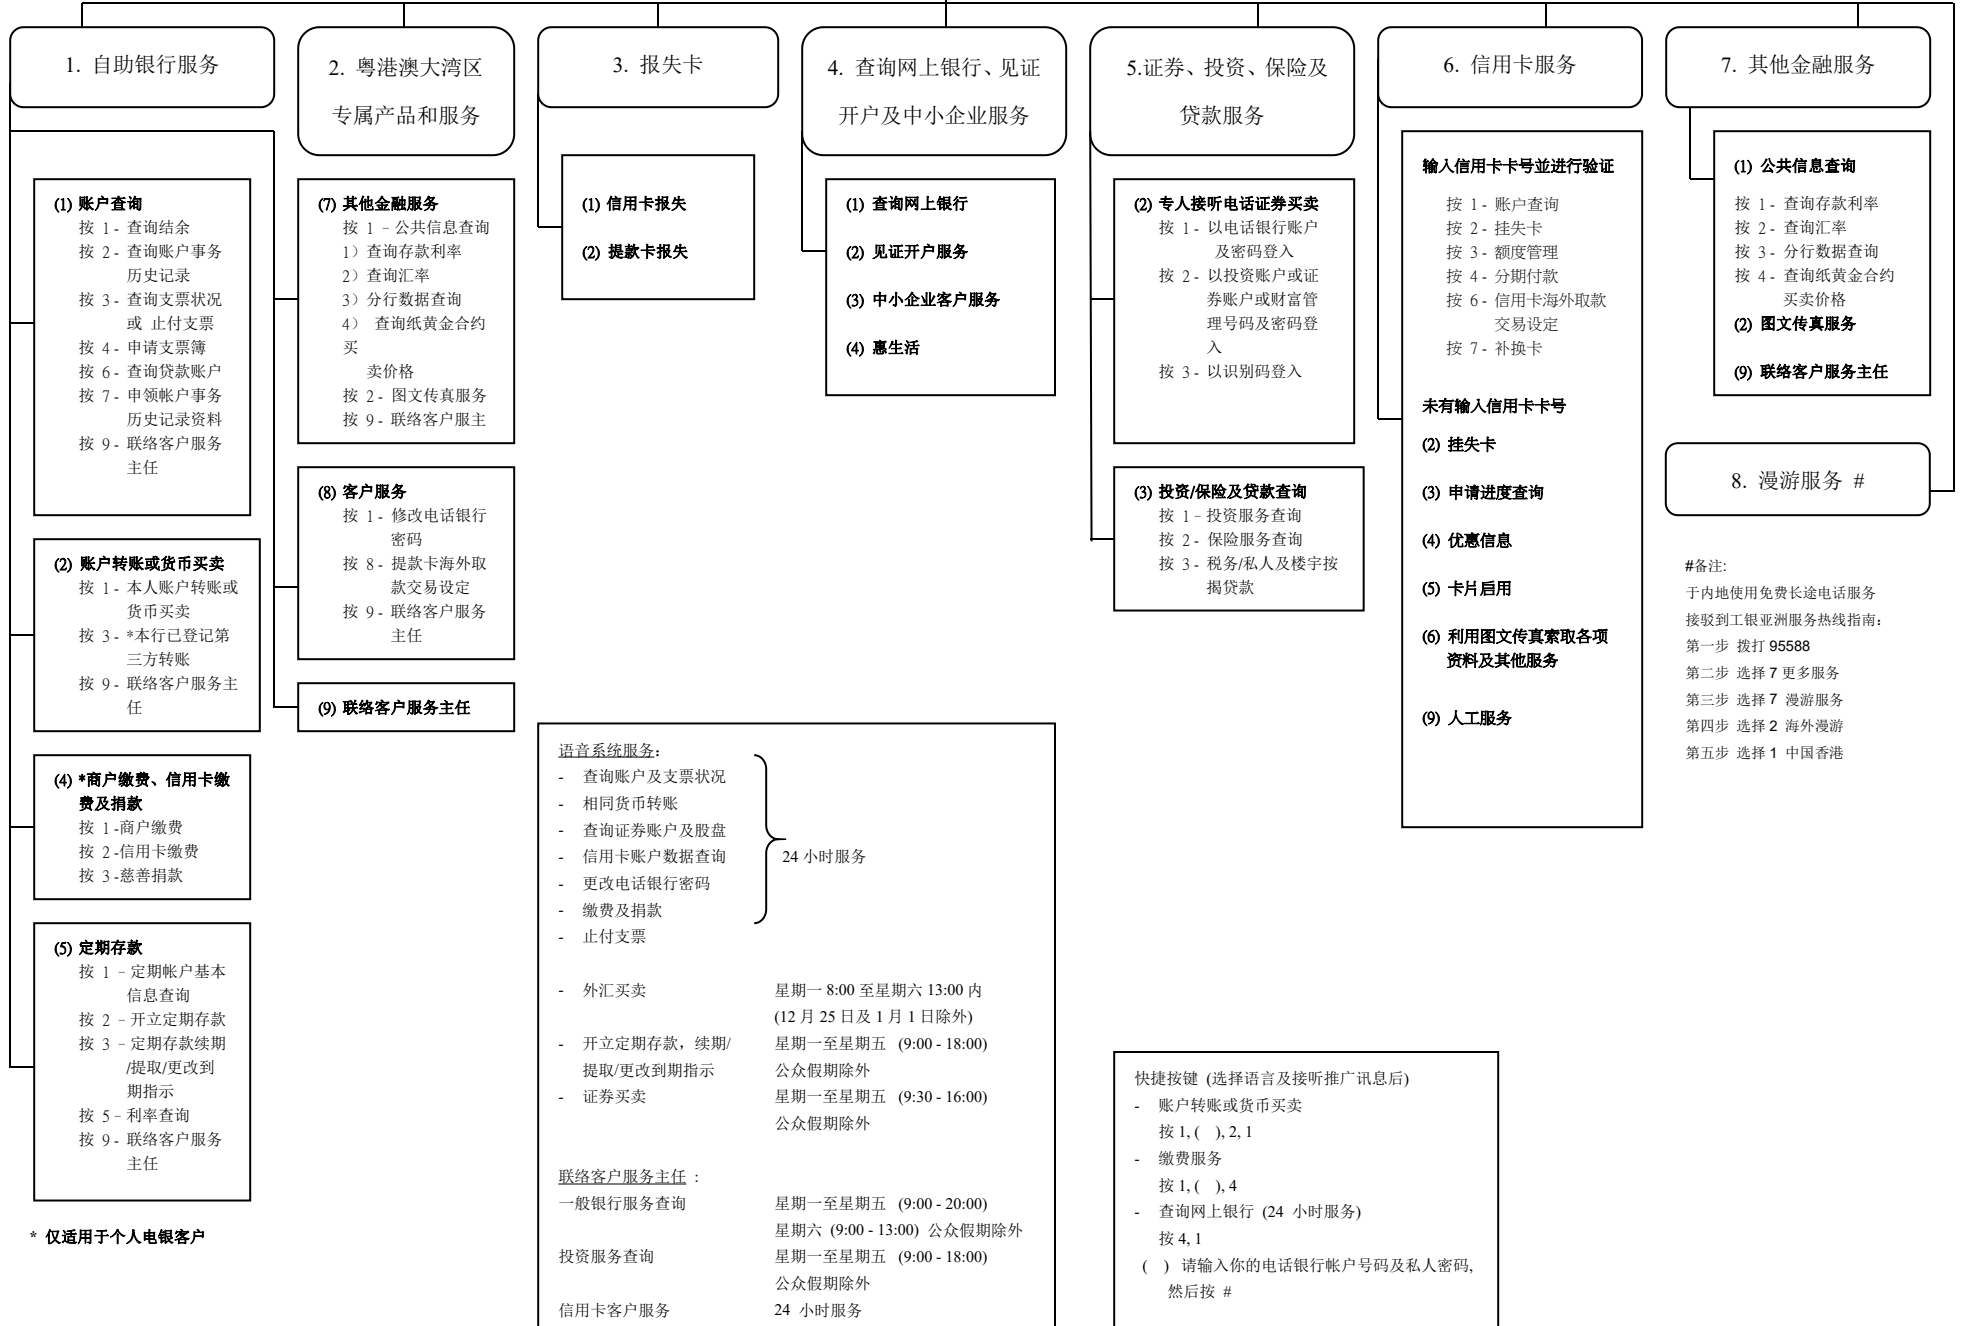 1. 自助银行服务
2. 粤港澳大湾区
专属产品和服务
3. 报失卡
4. 查询网上银行、见证
开户及中小企业服务
5.证券、投资、保险及
贷款服务
6. 信用卡服务
7. 其他金融服务
(1) 账户查询
按 1 - 查询结余
按 2 - 查询账户事务
历史记录
按 3 - 查询支票状况
或 止付支票
按 4 - 申请支票簿
按 6 - 查询贷款账户
按 7 - 申领帐户事务
历史记录资料
按 9 - 联络客户服务
主任
(2) 账户转账或货币买卖
按 1 - 本人账户转账或
货币买卖
按 3 - *本行已登记第
三方转账
按 9 - 联络客户服务主
任
(4) *商户缴费、信用卡缴
费及捐款
按 1 -商户缴费
按 2 -信用卡缴费
按 3 -慈善捐款
(5) 定期存款
按 1 - 定期帐户基本
信息查询
按 2 - 开立定期存款
按 3 - 定期存款续期
/提取/更改到
期指示
按 5 - 利率查询
按 9 - 联络客户服务
主任
* 仅适用于个人电银客户
(7) 其他金融服务
按 1 - 公共信息查询
1）查询存款利率
2）查询汇率
3）分行数据查询
4） 查询纸黄金合约
买
卖价格
按 2 - 图文传真服务
按 9 - 联络客户服主
(8) 客户服务
按 1 - 修改电话银行
密码
按 8 - 提款卡海外取
款交易设定
按 9 - 联络客户服务
主任
(9) 联络客户服务主任
(1) 信用卡报失
(2) 提款卡报失
(1) 查询网上银行
(2) 见证开户服务
(3) 中小企业客户服务
(4) 惠生活
(2) 专人接听电话证券买卖
按 1 - 以电话银行账户
及密码登入
按 2 - 以投资账户或证
券账户或财富管
理号码及密码登
入
按 3 - 以识别码登入
(3) 投资/保险及贷款查询
按 1 - 投资服务查询
按 2 - 保险服务查询
按 3 - 税务/私人及楼宇按
揭贷款
输入信用卡卡号並进行验证
按 1 - 账户查询
按 2 - 挂失卡
按 3 - 额度管理
按 4 - 分期付款
按 6 - 信用卡海外取款
交易设定
按 7 - 补换卡
未有输入信用卡卡号
(2) 挂失卡
(3) 申请进度查询
(4) 优惠信息
(5) 卡片启用
(6) 利用图文传真索取各项
资料及其他服务
(9) 人工服务
(1) 公共信息查询
按 1 - 查询存款利率
按 2 - 查询汇率
按 3 - 分行数据查询
按 4 - 查询纸黄金合约
买卖价格
(2) 图文传真服务
(9) 联络客户服务主任
8. 漫游服务 #
#备注:
于内地使用免费长途电话服务
接驳到工银亚洲服务热线指南：
第一步 拨打 95588
第二步 选择 7 更多服务
第三步 选择 7 漫游服务
第四步 选择 2 海外漫游
第五步 选择 1 中国香港
语音系统服务：
- 查询账户及支票状况
- 相同货币转账
- 查询证券账户及股盘
- 信用卡账户数据查询 24 小时服务
- 更改电话银行密码
- 缴费及捐款
- 止付支票
- 外汇买卖 星期一 8:00 至星期六 13:00 内
(12 月 25 日及 1 月 1 日除外)
- 开立定期存款，续期/ 星期一至星期五 (9:00 - 18:00)
提取/更改到期指示 公众假期除外
- 证券买卖 星期一至星期五 (9:30 - 16:00)
公众假期除外
联络客户服务主任 :
一般银行服务查询 星期一至星期五 (9:00 - 20:00)
星期六 (9:00 - 13:00) 公众假期除外
投资服务查询 星期一至星期五 (9:00 - 18:00)
公众假期除外
信用卡客户服务 24 小时服务
快捷按键 (选择语言及接听推广讯息后)
- 账户转账或货币买卖
按 1, ( ), 2, 1
- 缴费服务
按 1, ( ), 4
- 查询网上银行 (24 小时服务)
按 4, 1
( ) 请输入你的电话银行帐户号码及私人密码,
然后按 #